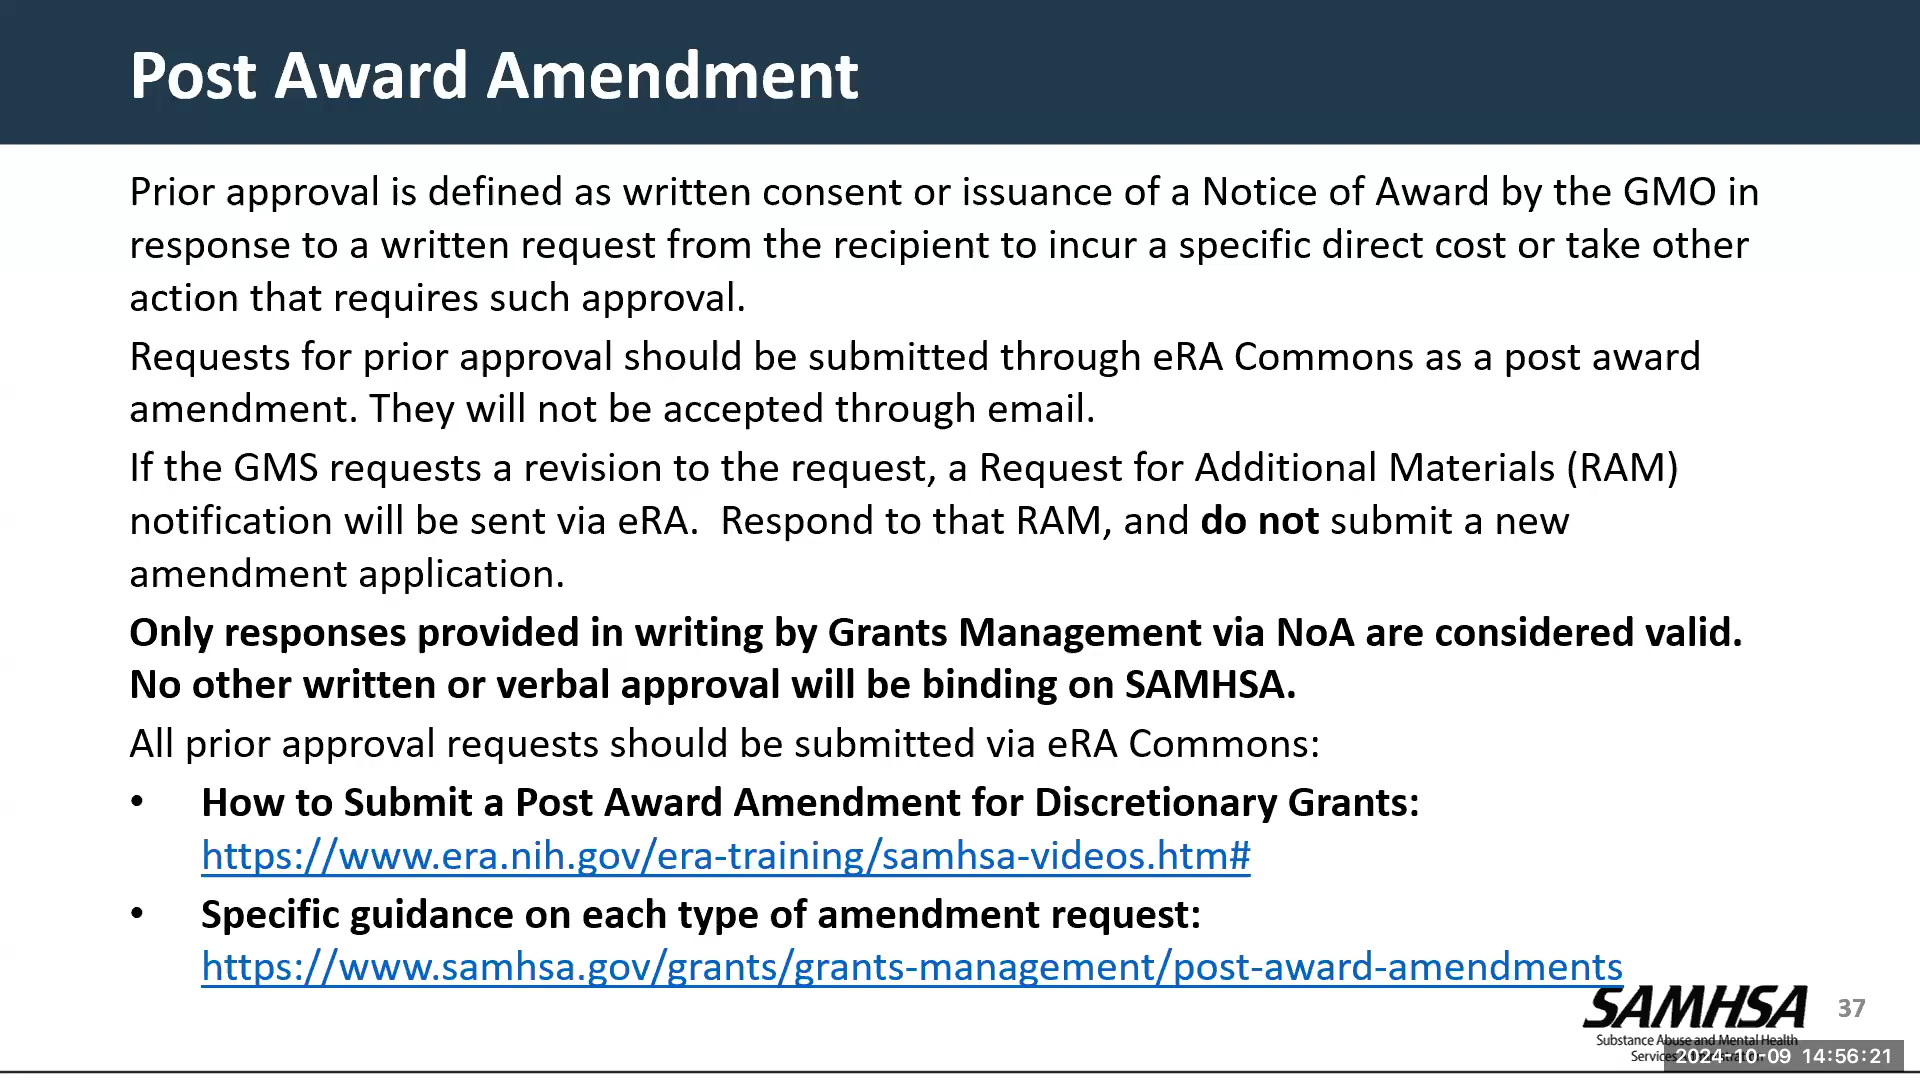 Post Award Amendment
Prior approval is defined as written consent or issuance of a Notice of Award by the GMO in
response to a written request from the recipient to incur a specific direct cost or take other
action that requires such approval.
Requests for prior approval should be submitted through eRA Commons as a post award
amendment. They will not be accepted through email.
If the GMS requests a revision to the request, a Request for Additional Materials (RAM)
notification will be sent via eRA.  Respond to that RAM, and do not submit a new
amendment application.
Only responses provided in writing by Grants Management via NoA are considered valid.
No other written or verbal approval will be binding on SAMHSA.
All prior approval requests should be submitted via eRA Commons:
• How to Submit a Post Award Amendment for Discretionary Grants:
https://www.era.nih.gov/era-training/samhsa-videos.htm#
• Specific guidance on each type of amendment request:
https://www.samhsa.gov/grants/grants-management/post-award-amendments
SAMHSA
37
Substance Abuse and Mental Health
Services
2024-10-09 14:56:21